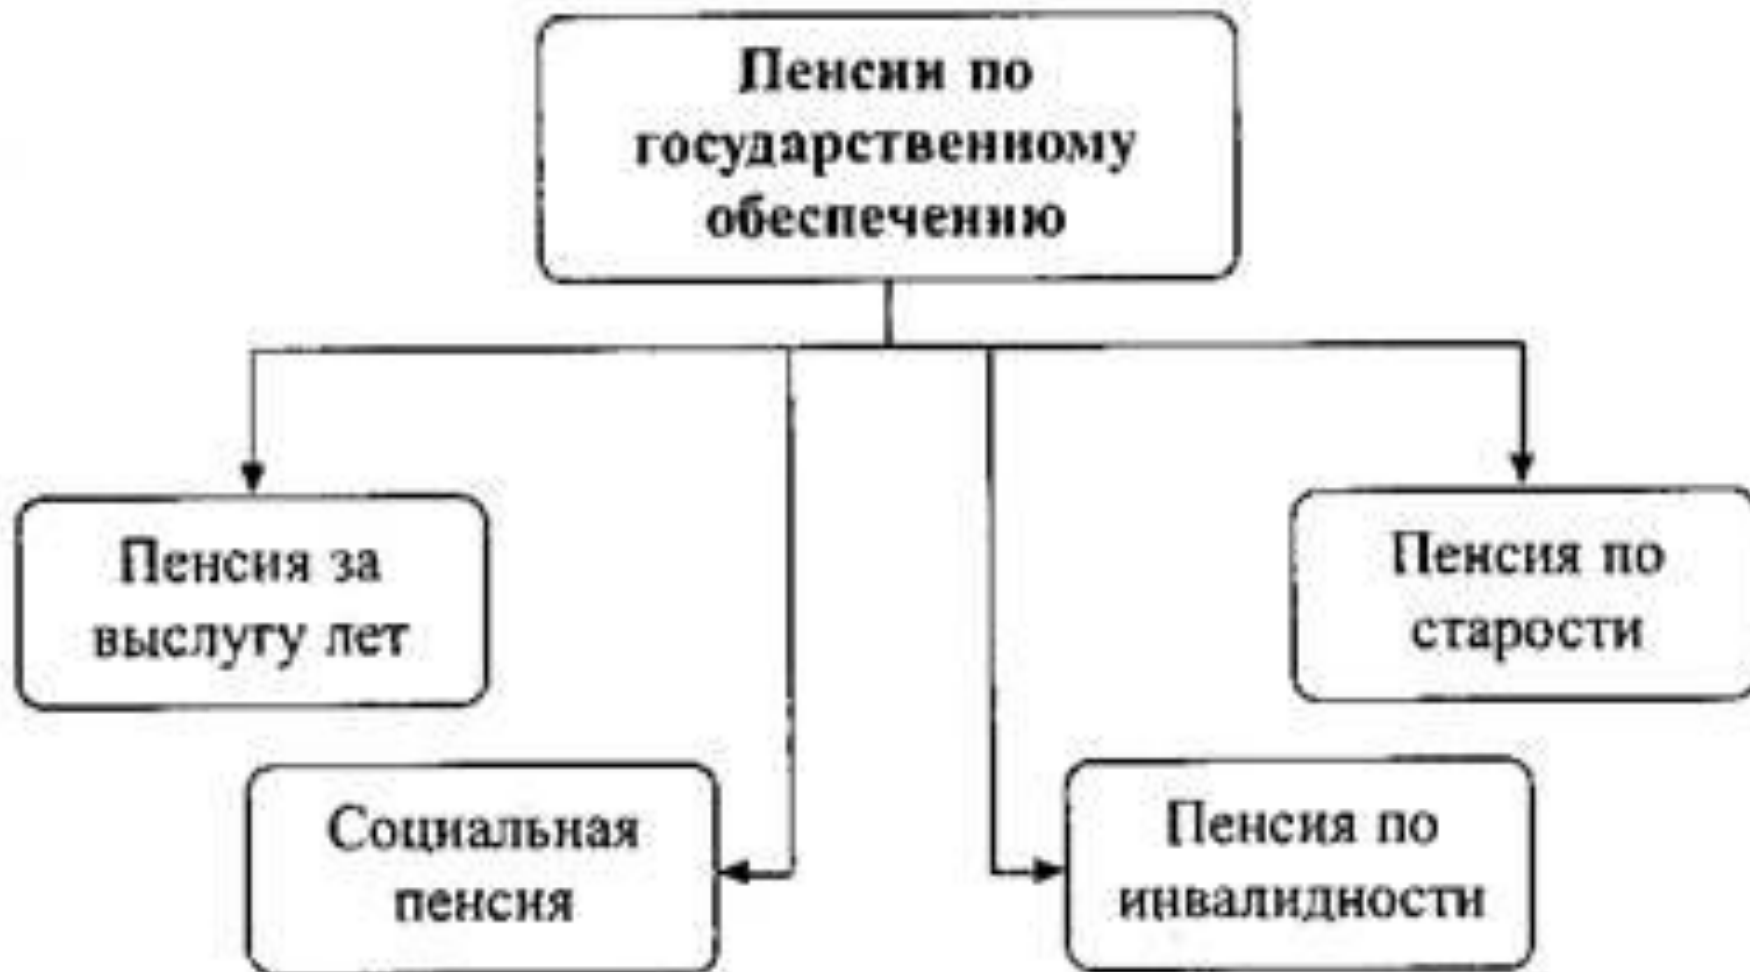 Пенсии по
государственному
обеспечению
Пенсия за
выслугу лет
Пенсия по
старости
Социальная
пенсия
Пенсия по
инвалидности